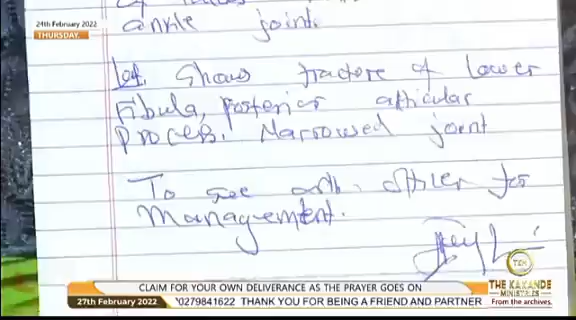 24th February 2022
THURSDAY,
ankle joint.
Lat. Shows fracture of lower
Fibula, posterior articular
process. Narrowed joint
To see orth. officer for
management.
TKM
CLAIM FOR YOUR OWN DELIVERANCE AS THE PRAYER GOES ON
27th February 2022
'0279841622 THANK YOU FOR BEING A FRIEND AND PARTNER
THE KAKANDE
MINISTRIES
From the archives.